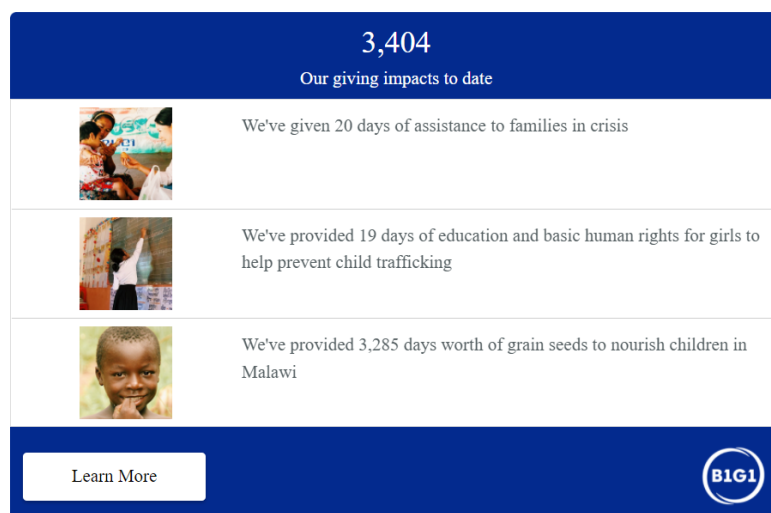 3,404
Our giving impacts to date
We've given 20 days of assistance to families in crisis
We've provided 19 days of education and basic human rights for girls to
help prevent child trafficking
We've provided 3,285 days worth of grain seeds to nourish children in
Malawi
Learn More
B1G1